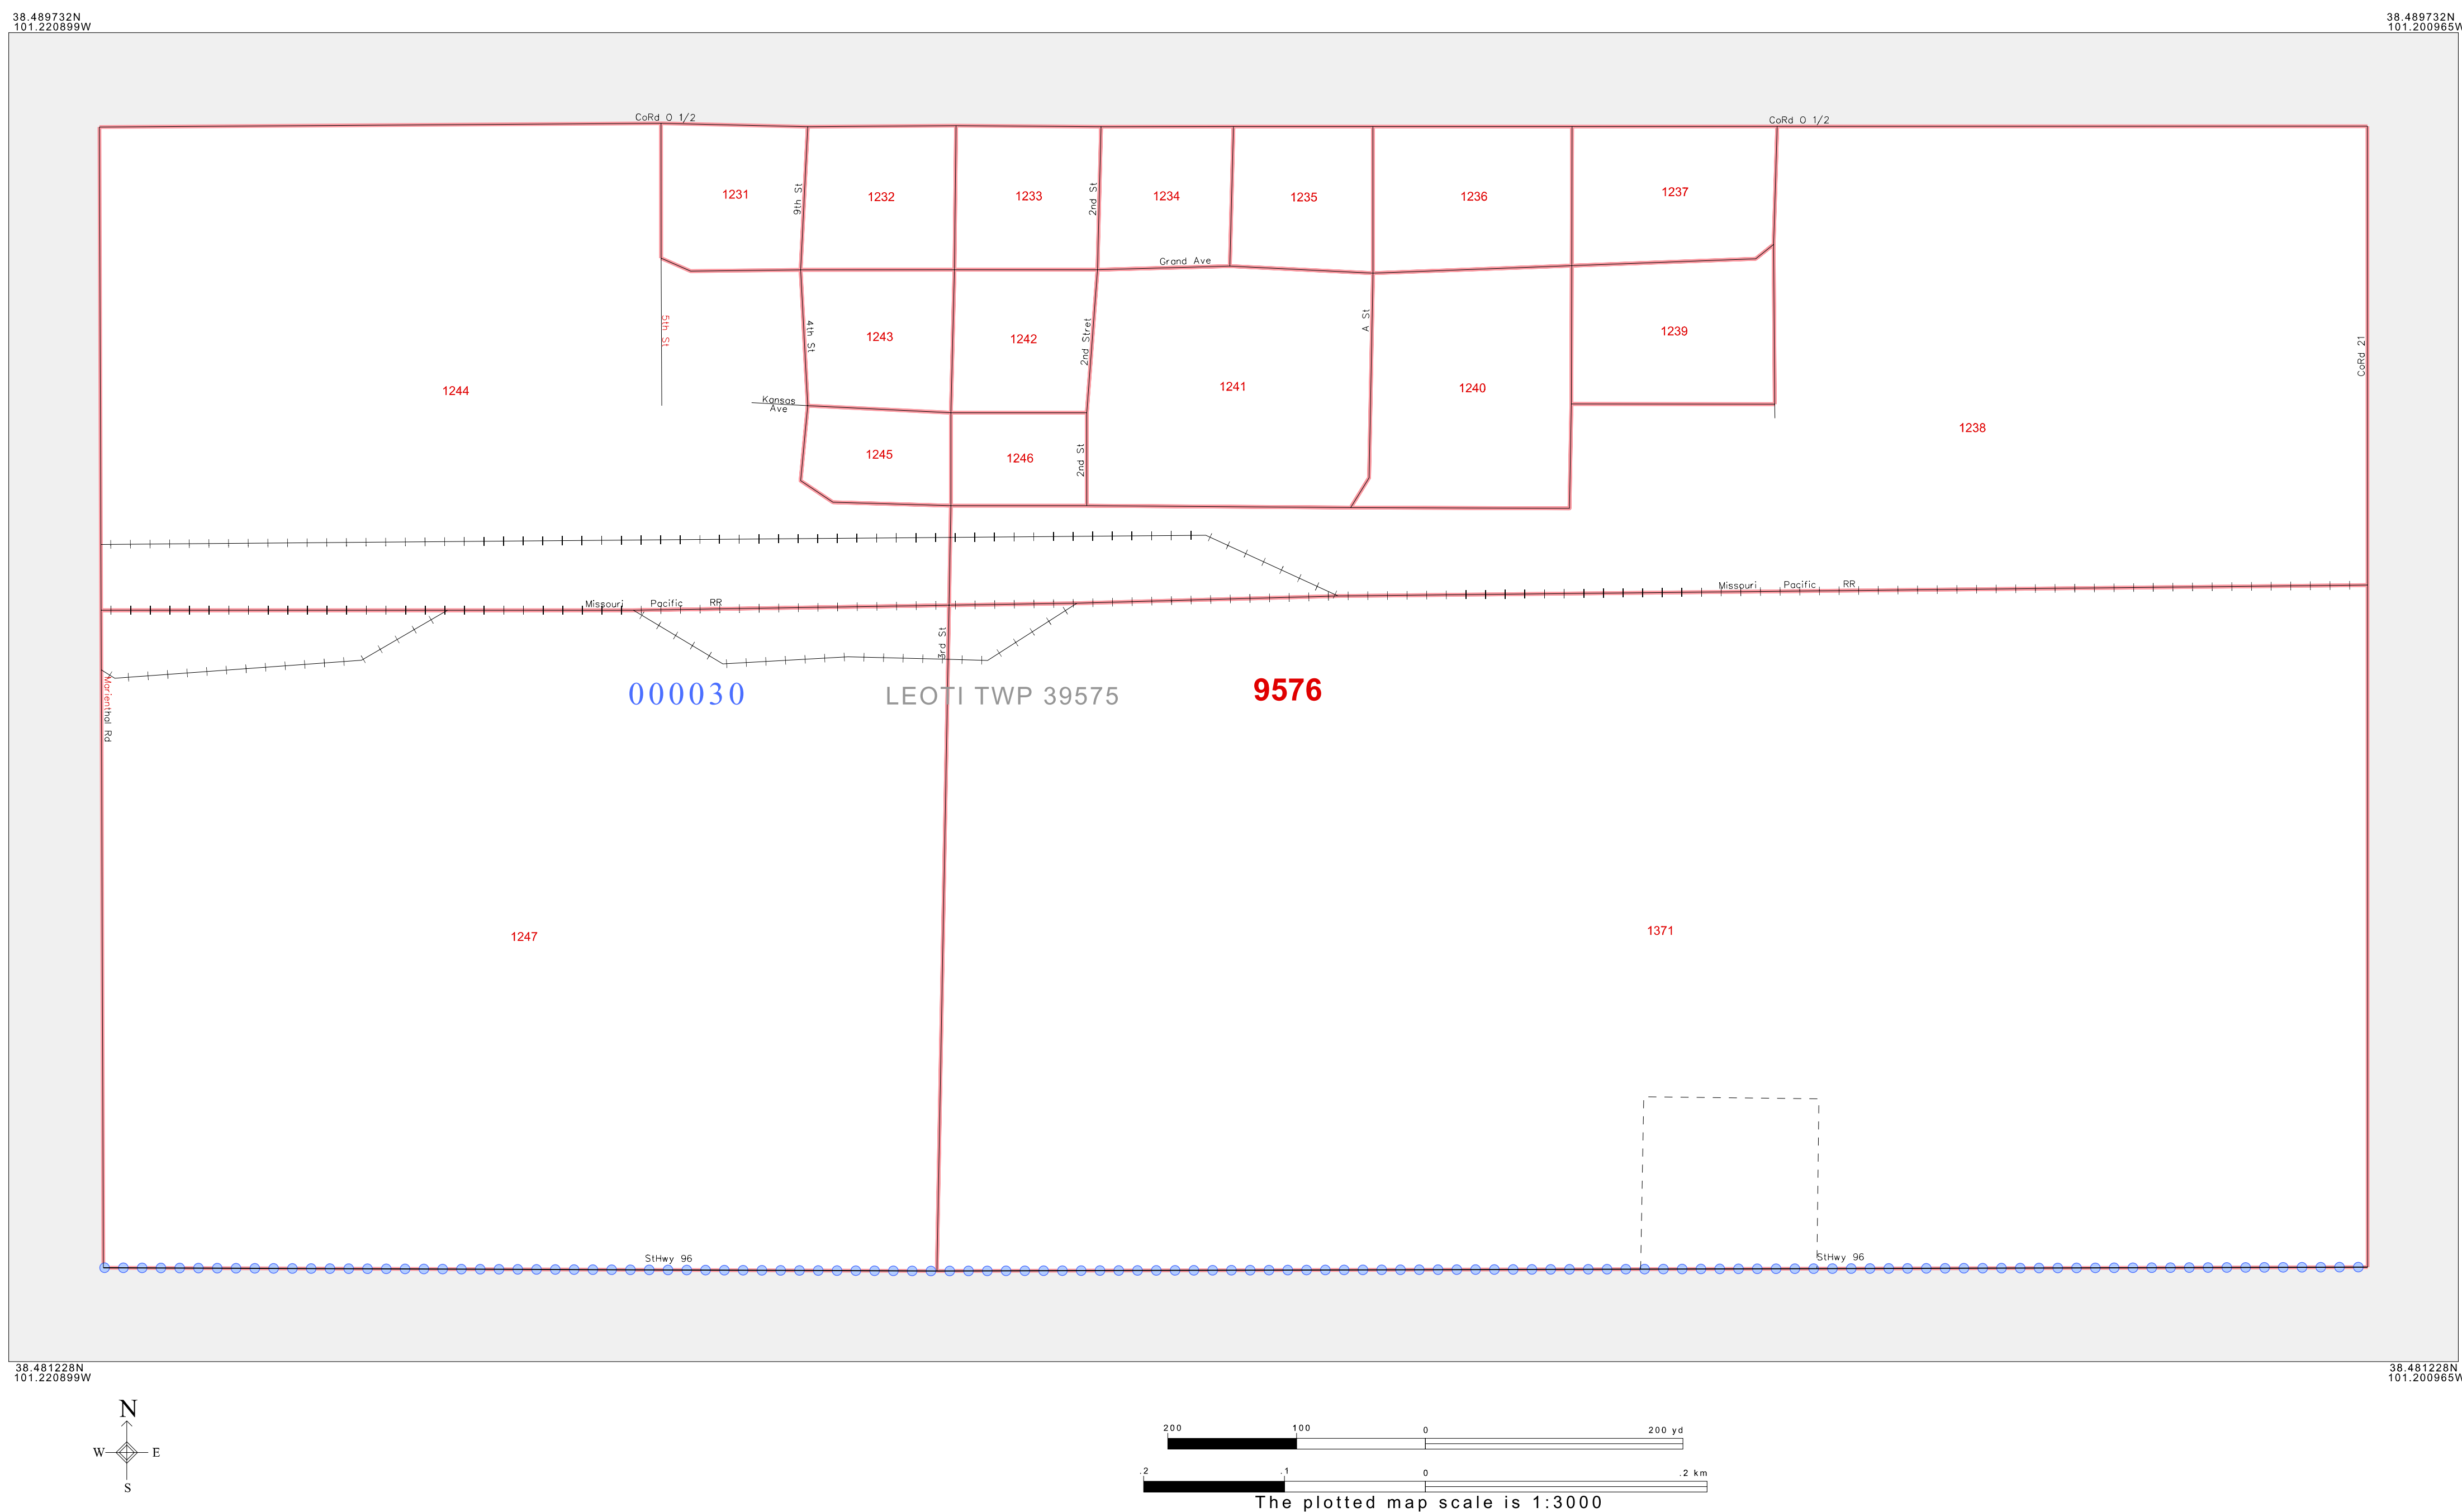 38.489732N
101.220899W
38.489732N
101.200965W
CoRd O 1/2
CoRd O 1/2
1231
9th St
1232
1233
2nd St
1234
1235
1236
1237
Grand Ave
5th St
4th St
1243
1242
2nd Stret
A St
1239
CoRd 21
1244
1241
1240
Kansas
Ave
1238
1245
1246
2nd St
Missouri Pacific RR
Missouri Pacific RR
3rd St
Marienthal Rd
000030
LEOTI TWP 39575
9576
1247
1371
StHwy 96
StHwy 96
38.481228N
101.220899W
38.481228N
101.200965W
N
W
E
S
200
100
0
200 yd
.2
.1
0
.2 km
The plotted map scale is 1:3000